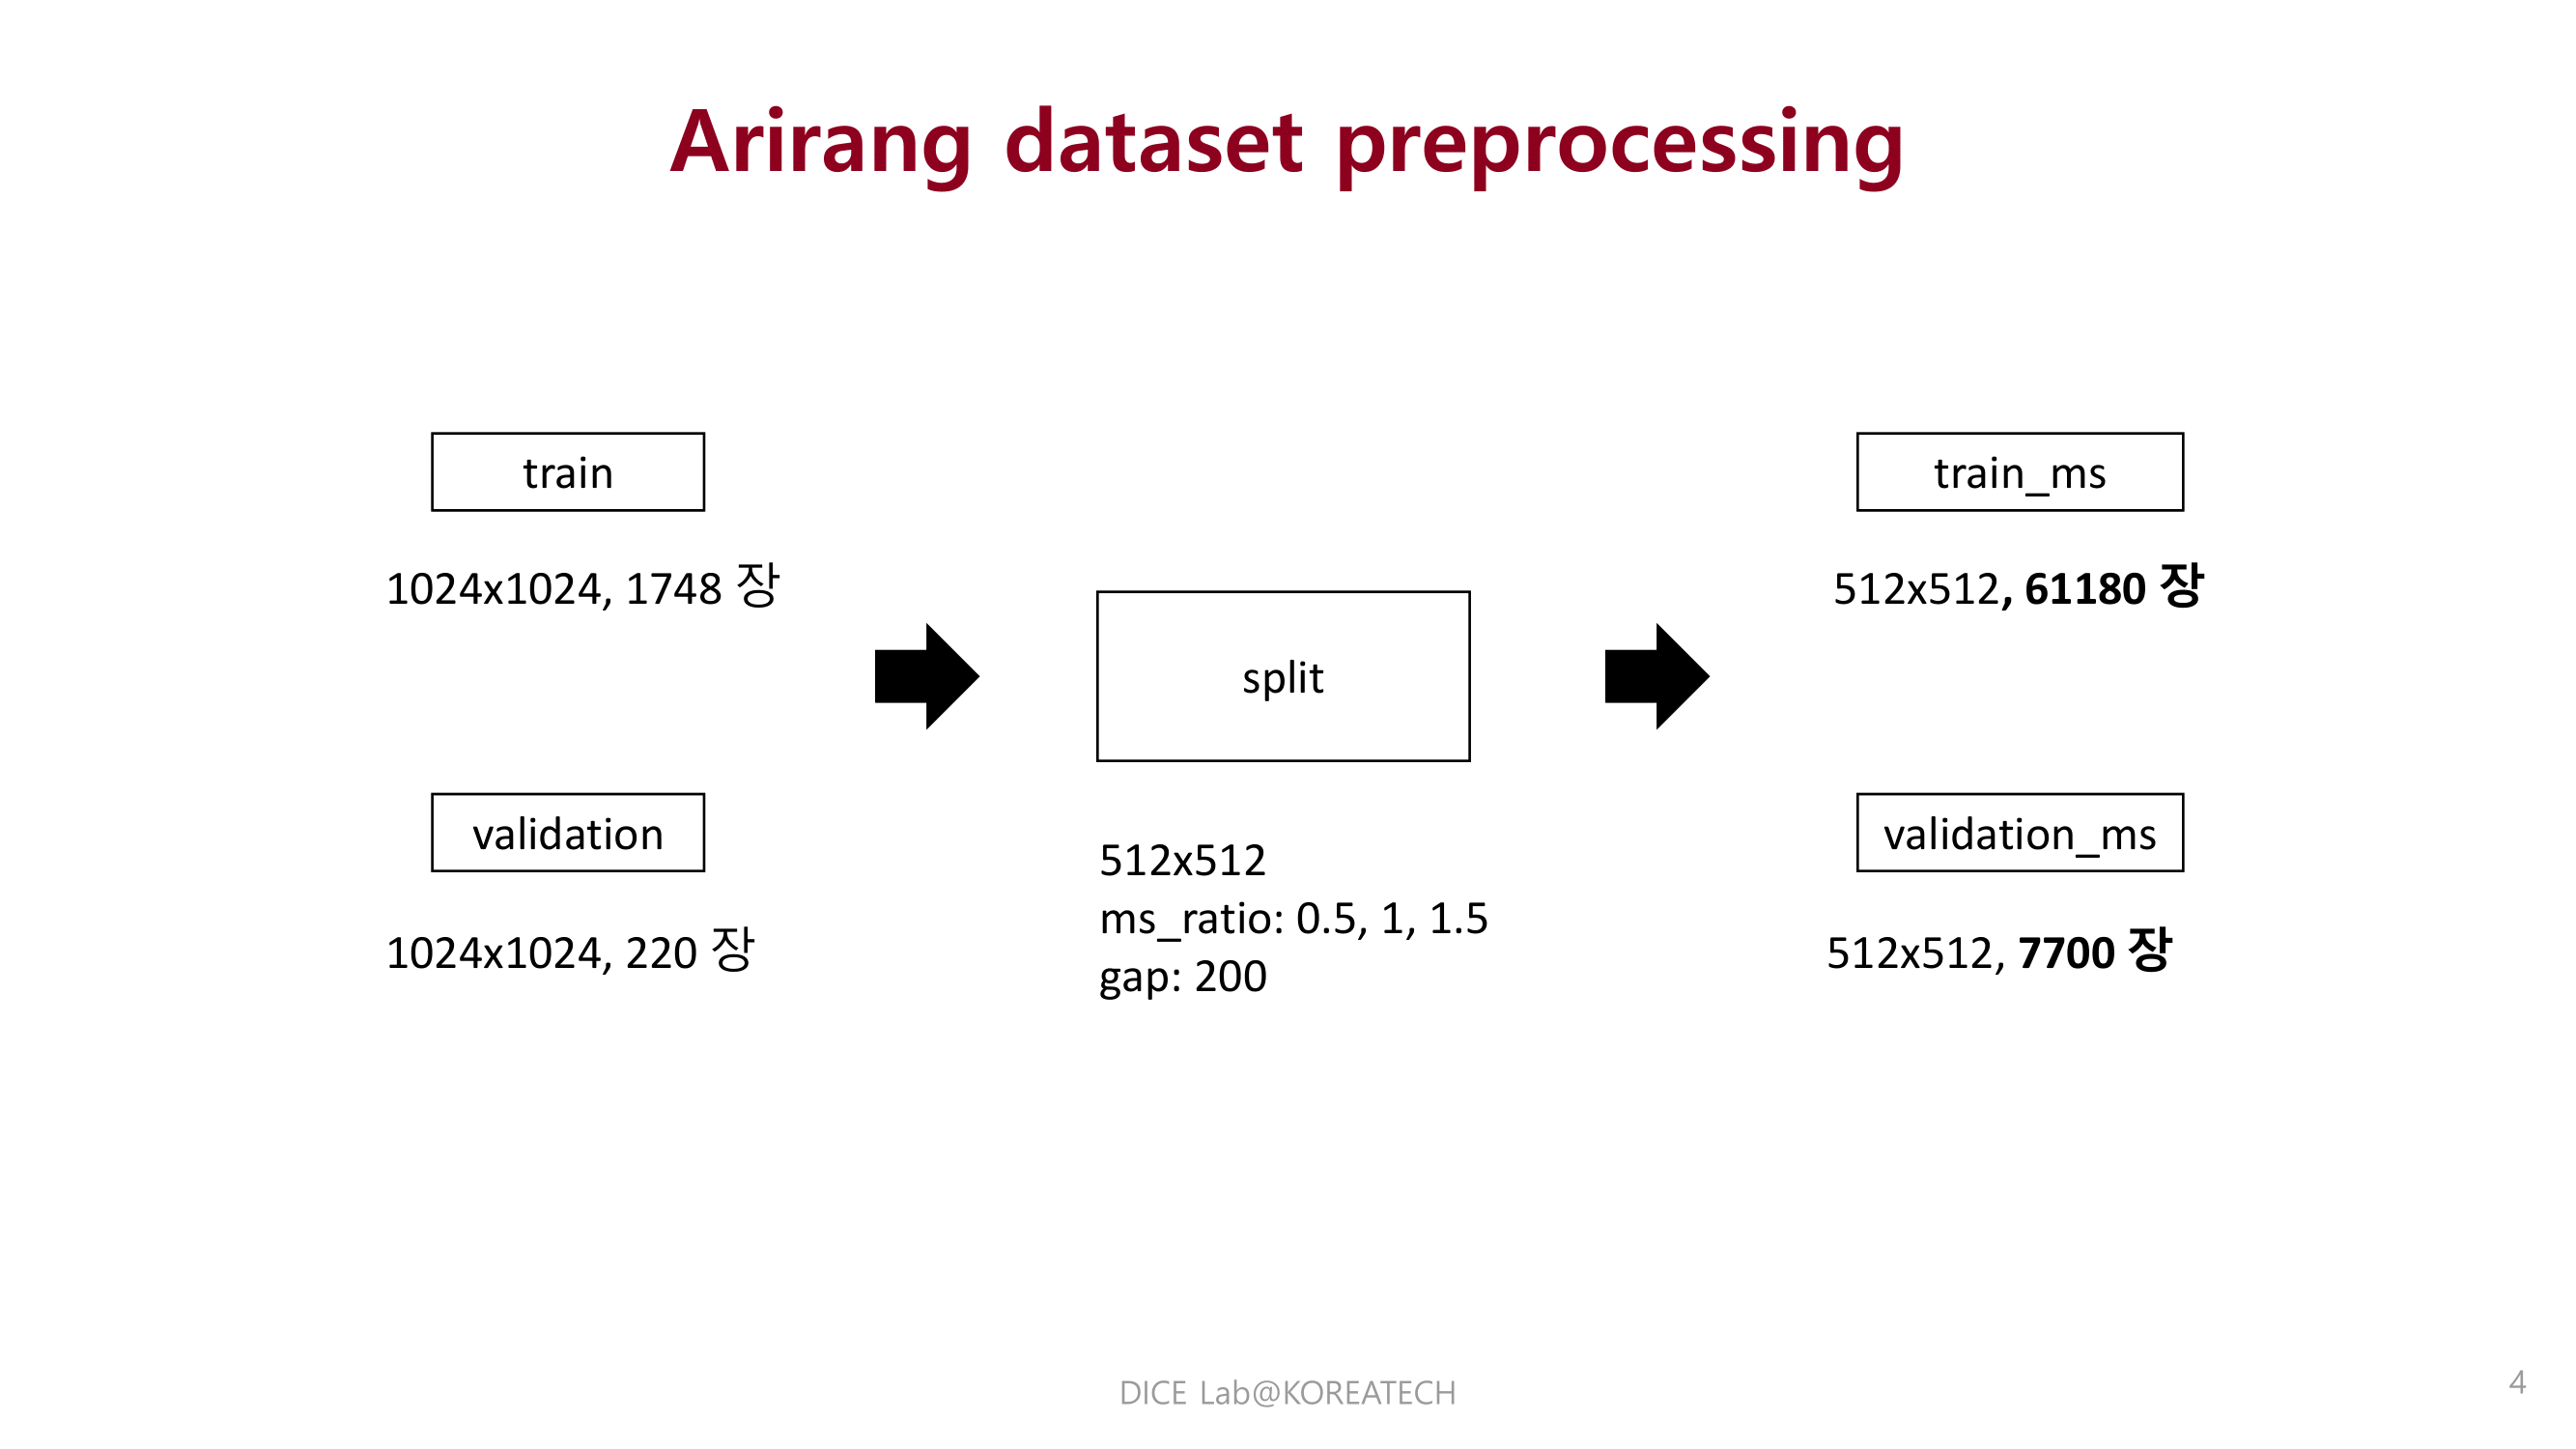 Arirang dataset preprocessing
train
1024x1024, 1748 장
validation
1024x1024, 220 장
split
512x512
ms_ratio: 0.5, 1, 1.5
gap: 200
train_ms
512x512, 61180 장
validation_ms
512x512, 7700 장
DICE Lab@KOREATECH
4